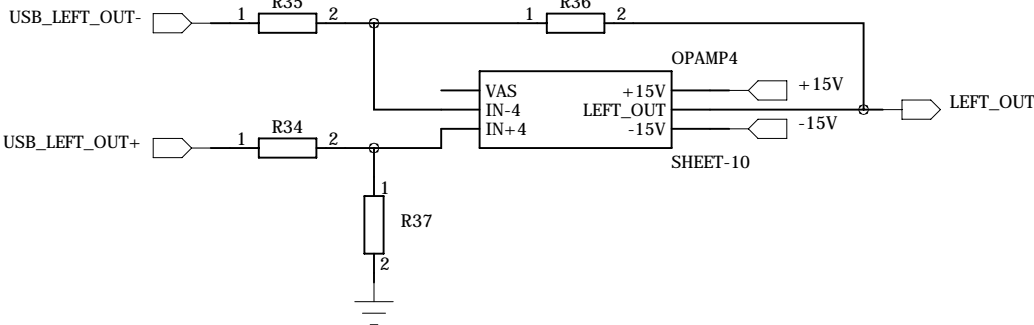 R35
R36
USB_LEFT_OUT-
1
2
1
2
OPAMP4
VAS
+15V
+15V
IN-4
LEFT_OUT
LEFT_OUT
IN+4
-15V
-15V
R34
USB_LEFT_OUT+
1
2
SHEET-10
1
R37
2